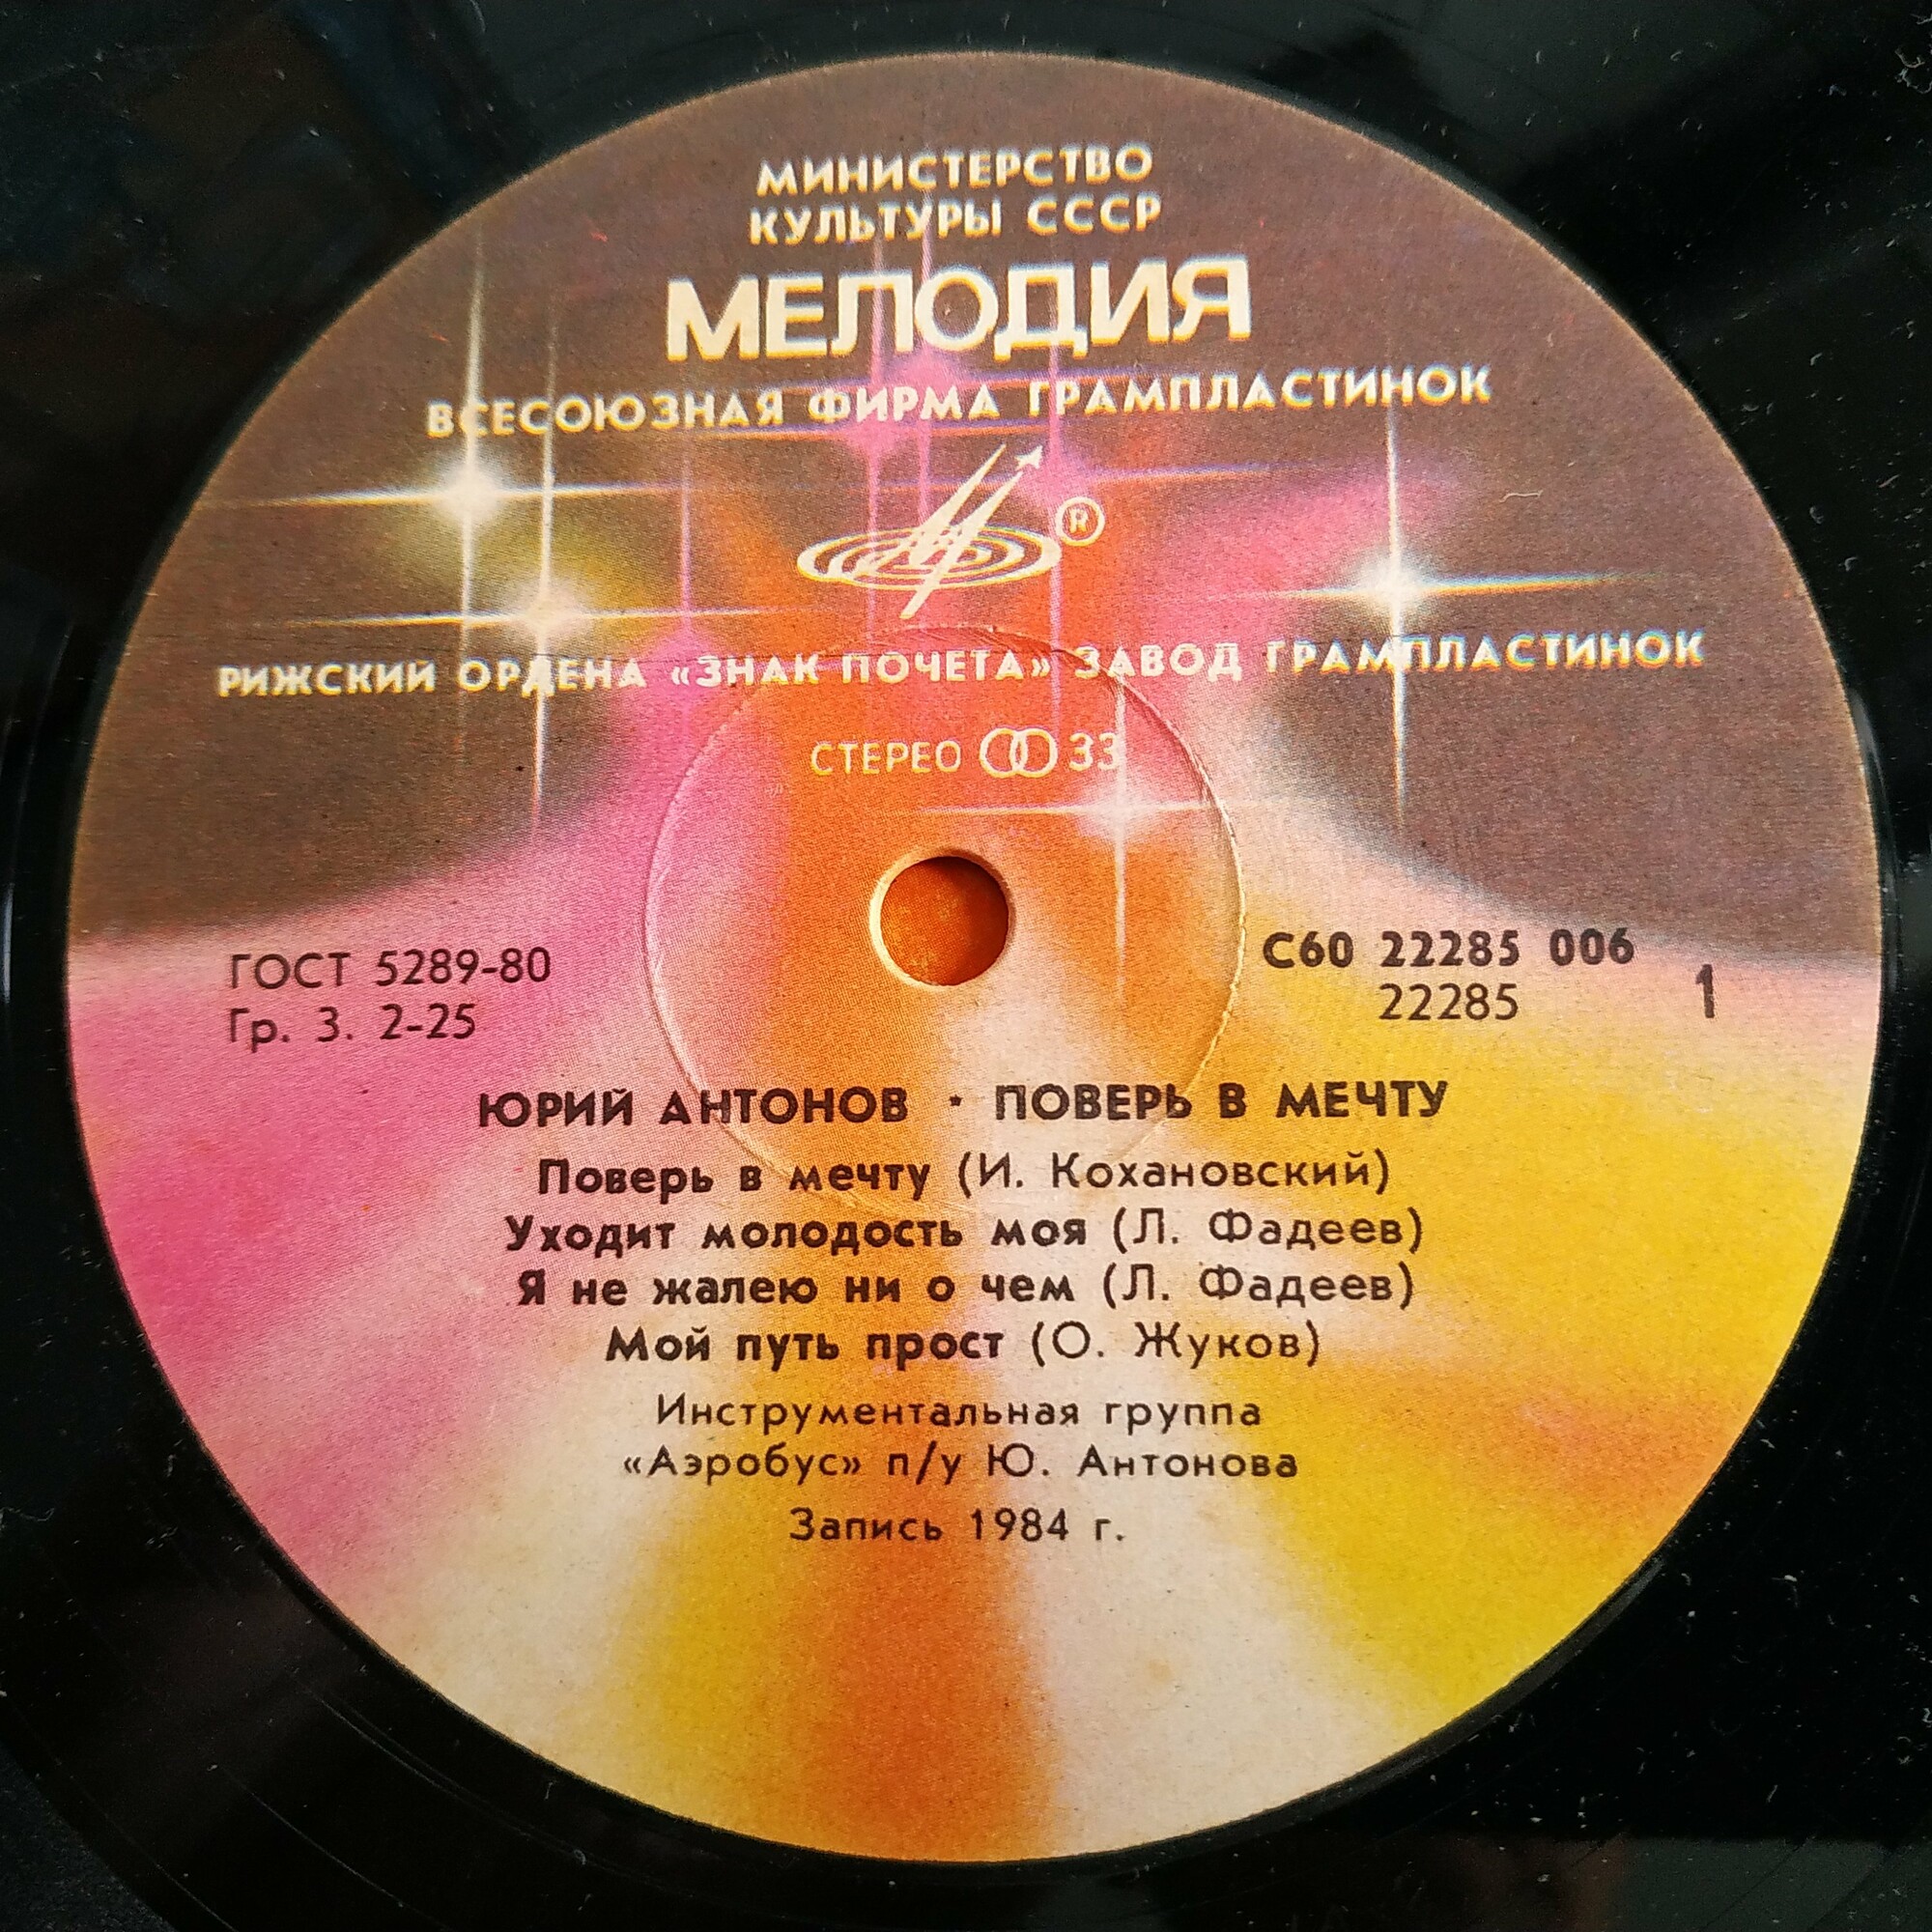 МИНИСТЕРСТВО
КУЛЬТУРЫ СССР
МЕЛОДИЯ
ВСЕСОЮЗНАЯ ФИРМА ГРАМПЛАСТИНОК
®
РИЖСКИЙ ОРДЕНА «ЗНАК ПОЧЕТА» ЗАВОД ГРАМПЛАСТИНОК
СТЕРЕО 33
ГОСТ 5289-80
Гр. 3. 2-25
С60 22285 006
22285
1
ЮРИЙ АНТОНОВ * ПОВЕРЬ В МЕЧТУ
Поверь в мечту (И. Кохановский)
Уходит молодость моя (Л. Фадеев)
Я не жалею ни о чем (Л. Фадеев)
Мой путь прост (О. Жуков)
Инструментальная группа
«Аэробус» п/у Ю. Антонова
Запись 1984 г.